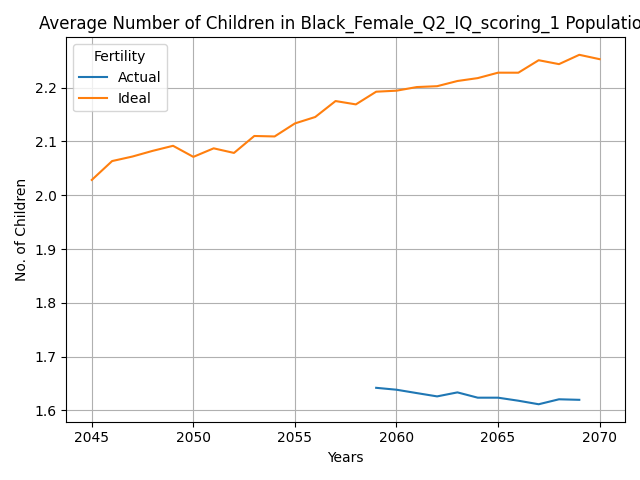 Average Number of Children in Black_Female_Q2_IQ_scoring_1 Populatio
Fertility
Actual
Ideal
No. of Children
2.2
2.1
2.0
1.9
1.8
1.7
1.6
2045 2050 2055 2060 2065 2070
Years